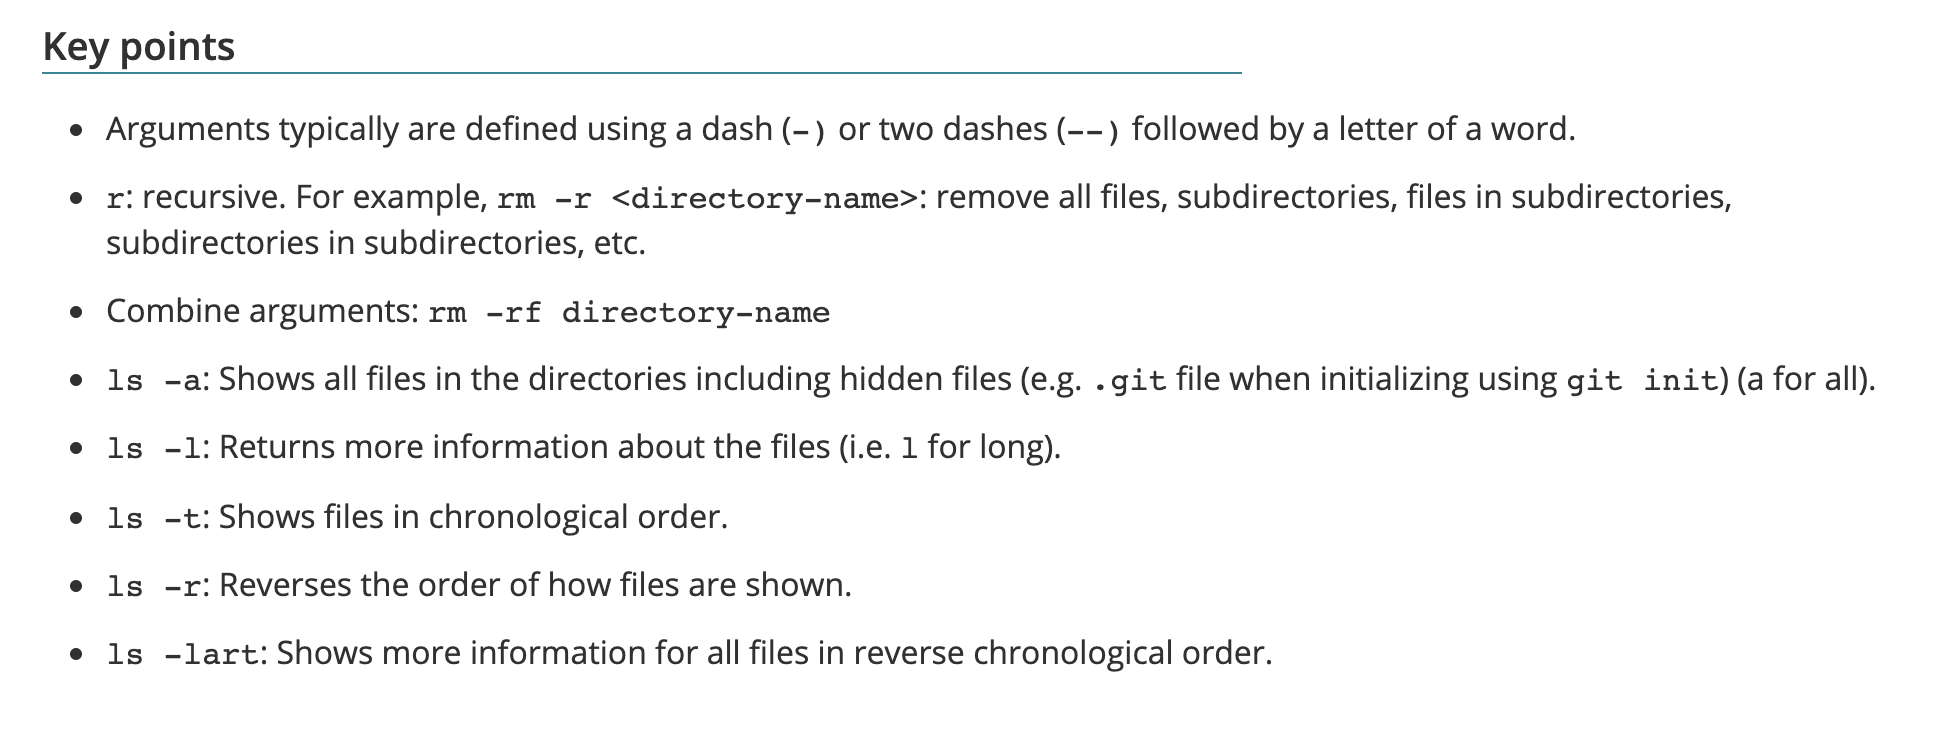 Key points
• Arguments typically are defined using a dash (-) or two dashes (--) followed by a letter of a word.
• r: recursive. For example, rm -r <directory-name>: remove all files, subdirectories, files in subdirectories,
subdirectories in subdirectories, etc.
• Combine arguments: rm -rf directory-name
• ls -a: Shows all files in the directories including hidden files (e.g. .git file when initializing using git init) (a for all).
• ls -l: Returns more information about the files (i.e. l for long).
• ls -t: Shows files in chronological order.
• ls -r: Reverses the order of how files are shown.
• ls -lart: Shows more information for all files in reverse chronological order.